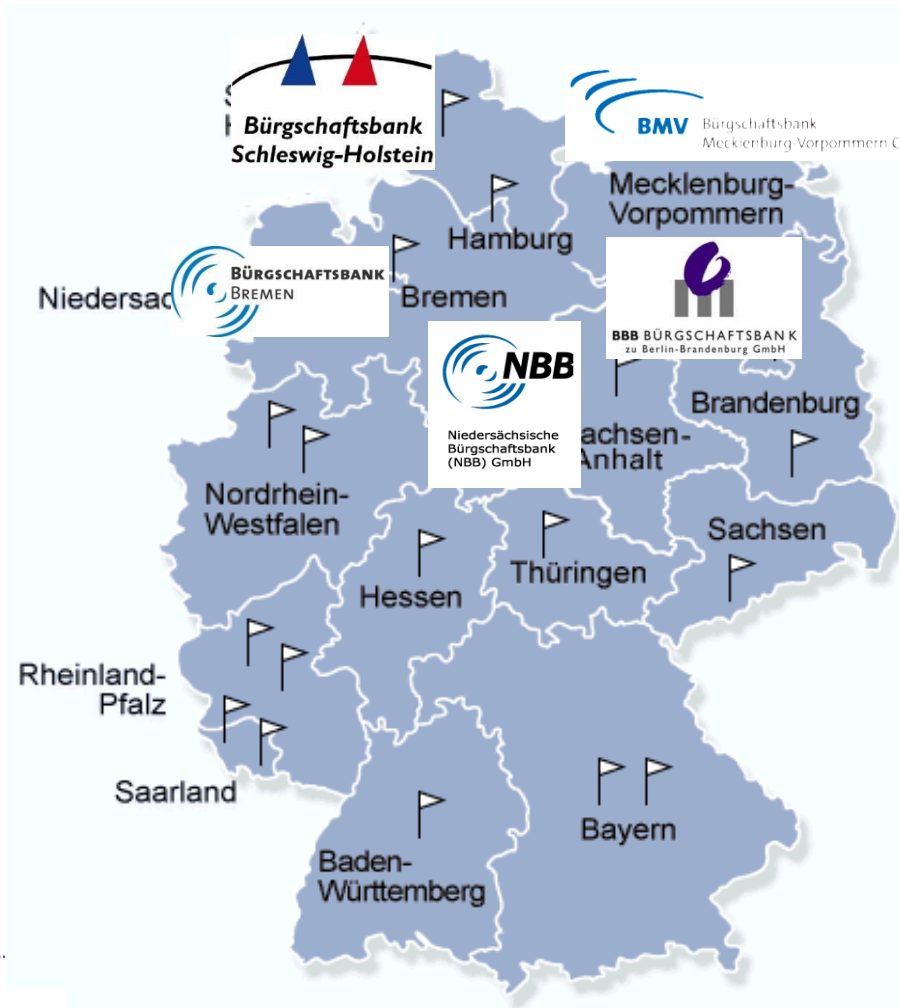 Bürgschaftsbank
Schleswig-Holstein
BMV Bürgschaftsbank
Mecklenburg-Vorpommern
Mecklenburg-
Vorpommern
Hamburg
BÜRGSCHAFTSBANK
BREMEN
Bremen
BBB BÜRGSCHAFTSBANK
zu Berlin-Brandenburg GmbH
NBB
Niedersächsische
Bürgschaftsbank
(NBB) GmbH
Brandenburg
achsen-
Anhalt
Nordrhein-
Westfalen
Sachsen
Thüringen
Hessen
Rheinland-
Pfalz
Saarland
Bayern
Baden-
Württemberg